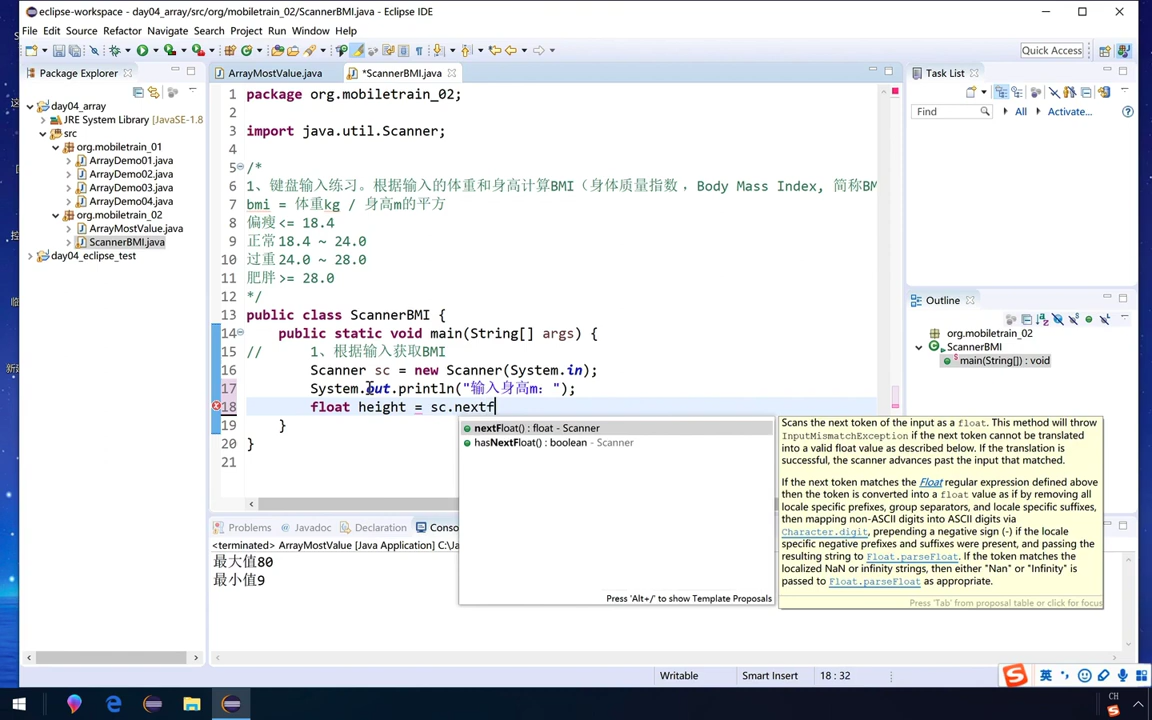 eclipse-workspace - day04_array/src/org/mobiletrain_02/ScannerBMI.java - Eclipse IDE
File Edit Source Refactor Navigate Search Project Run Window Help
Quick Access
Package Explorer
day04_array
JRE System Library [JavaSE-1.8
src
org.mobiletrain_01
ArrayDemo01.java
ArrayDemo02.java
ArrayDemo03.java
ArrayDemo04.java
org.mobiletrain_02
ArrayMostValue.java
ScannerBMI.java
day04_eclipse_test
ArrayMostValue.java
*ScannerBMI.java
1 package org.mobiletrain_02;
2
3 import java.util.Scanner;
4
5 /*
6 1、键盘输入练习。根据输入的体重和身高计算BMI（身体质量指数 ，Body Mass Index, 简称BM
7 bmi = 体重kg / 身高m的平方
8 偏瘦<= 18.4
9 正常18.4 ~ 24.0
10 过重24.0 ~ 28.0
11 肥胖>= 28.0
12 */
13 public class ScannerBMI {
14 public static void main(String[] args) {
15 // 1、根据输入获取BMI
16 Scanner sc = new Scanner(System.in);
17 System.out.println("输入身高m：");
18 float height = sc.nextf
19 }
20 }
21
nextFloat() : float - Scanner
hasNextFloat() : boolean - Scanner
Press 'Alt+/' to show Template Proposals
Scans the next token of the input as a float. This method will throw
InputMismatchException if the next token cannot be translated
into a valid float value as described below. If the translation is
successful, the scanner advances past the input that matched.
If the next token matches the Float regular expression defined above
then the token is converted into a float value as if by removing all
locale specific prefixes, group separators, and locale specific suffixes,
then mapping non-ASCII digits into ASCII digits via
Character.digit, prepending a negative sign (-) if the locale
specific negative prefixes and suffixes were present, and passing the
resulting string to Float.parseFloat. If the token matches the
localized NaN or infinity strings, then either "Nan" or "Infinity" is
passed to Float.parseFloat as appropriate.
Press 'Tab' from proposal table or click for focus
Task List
Find
All
Activate...
Outline
org.mobiletrain_02
ScannerBMI
main(String[]) : void
Problems
Javadoc
Declaration
Conso
<terminated> ArrayMostValue [Java Application] C:\Ja
最大值80
最小值9
Writable
Smart Insert
18 : 32
英
CH